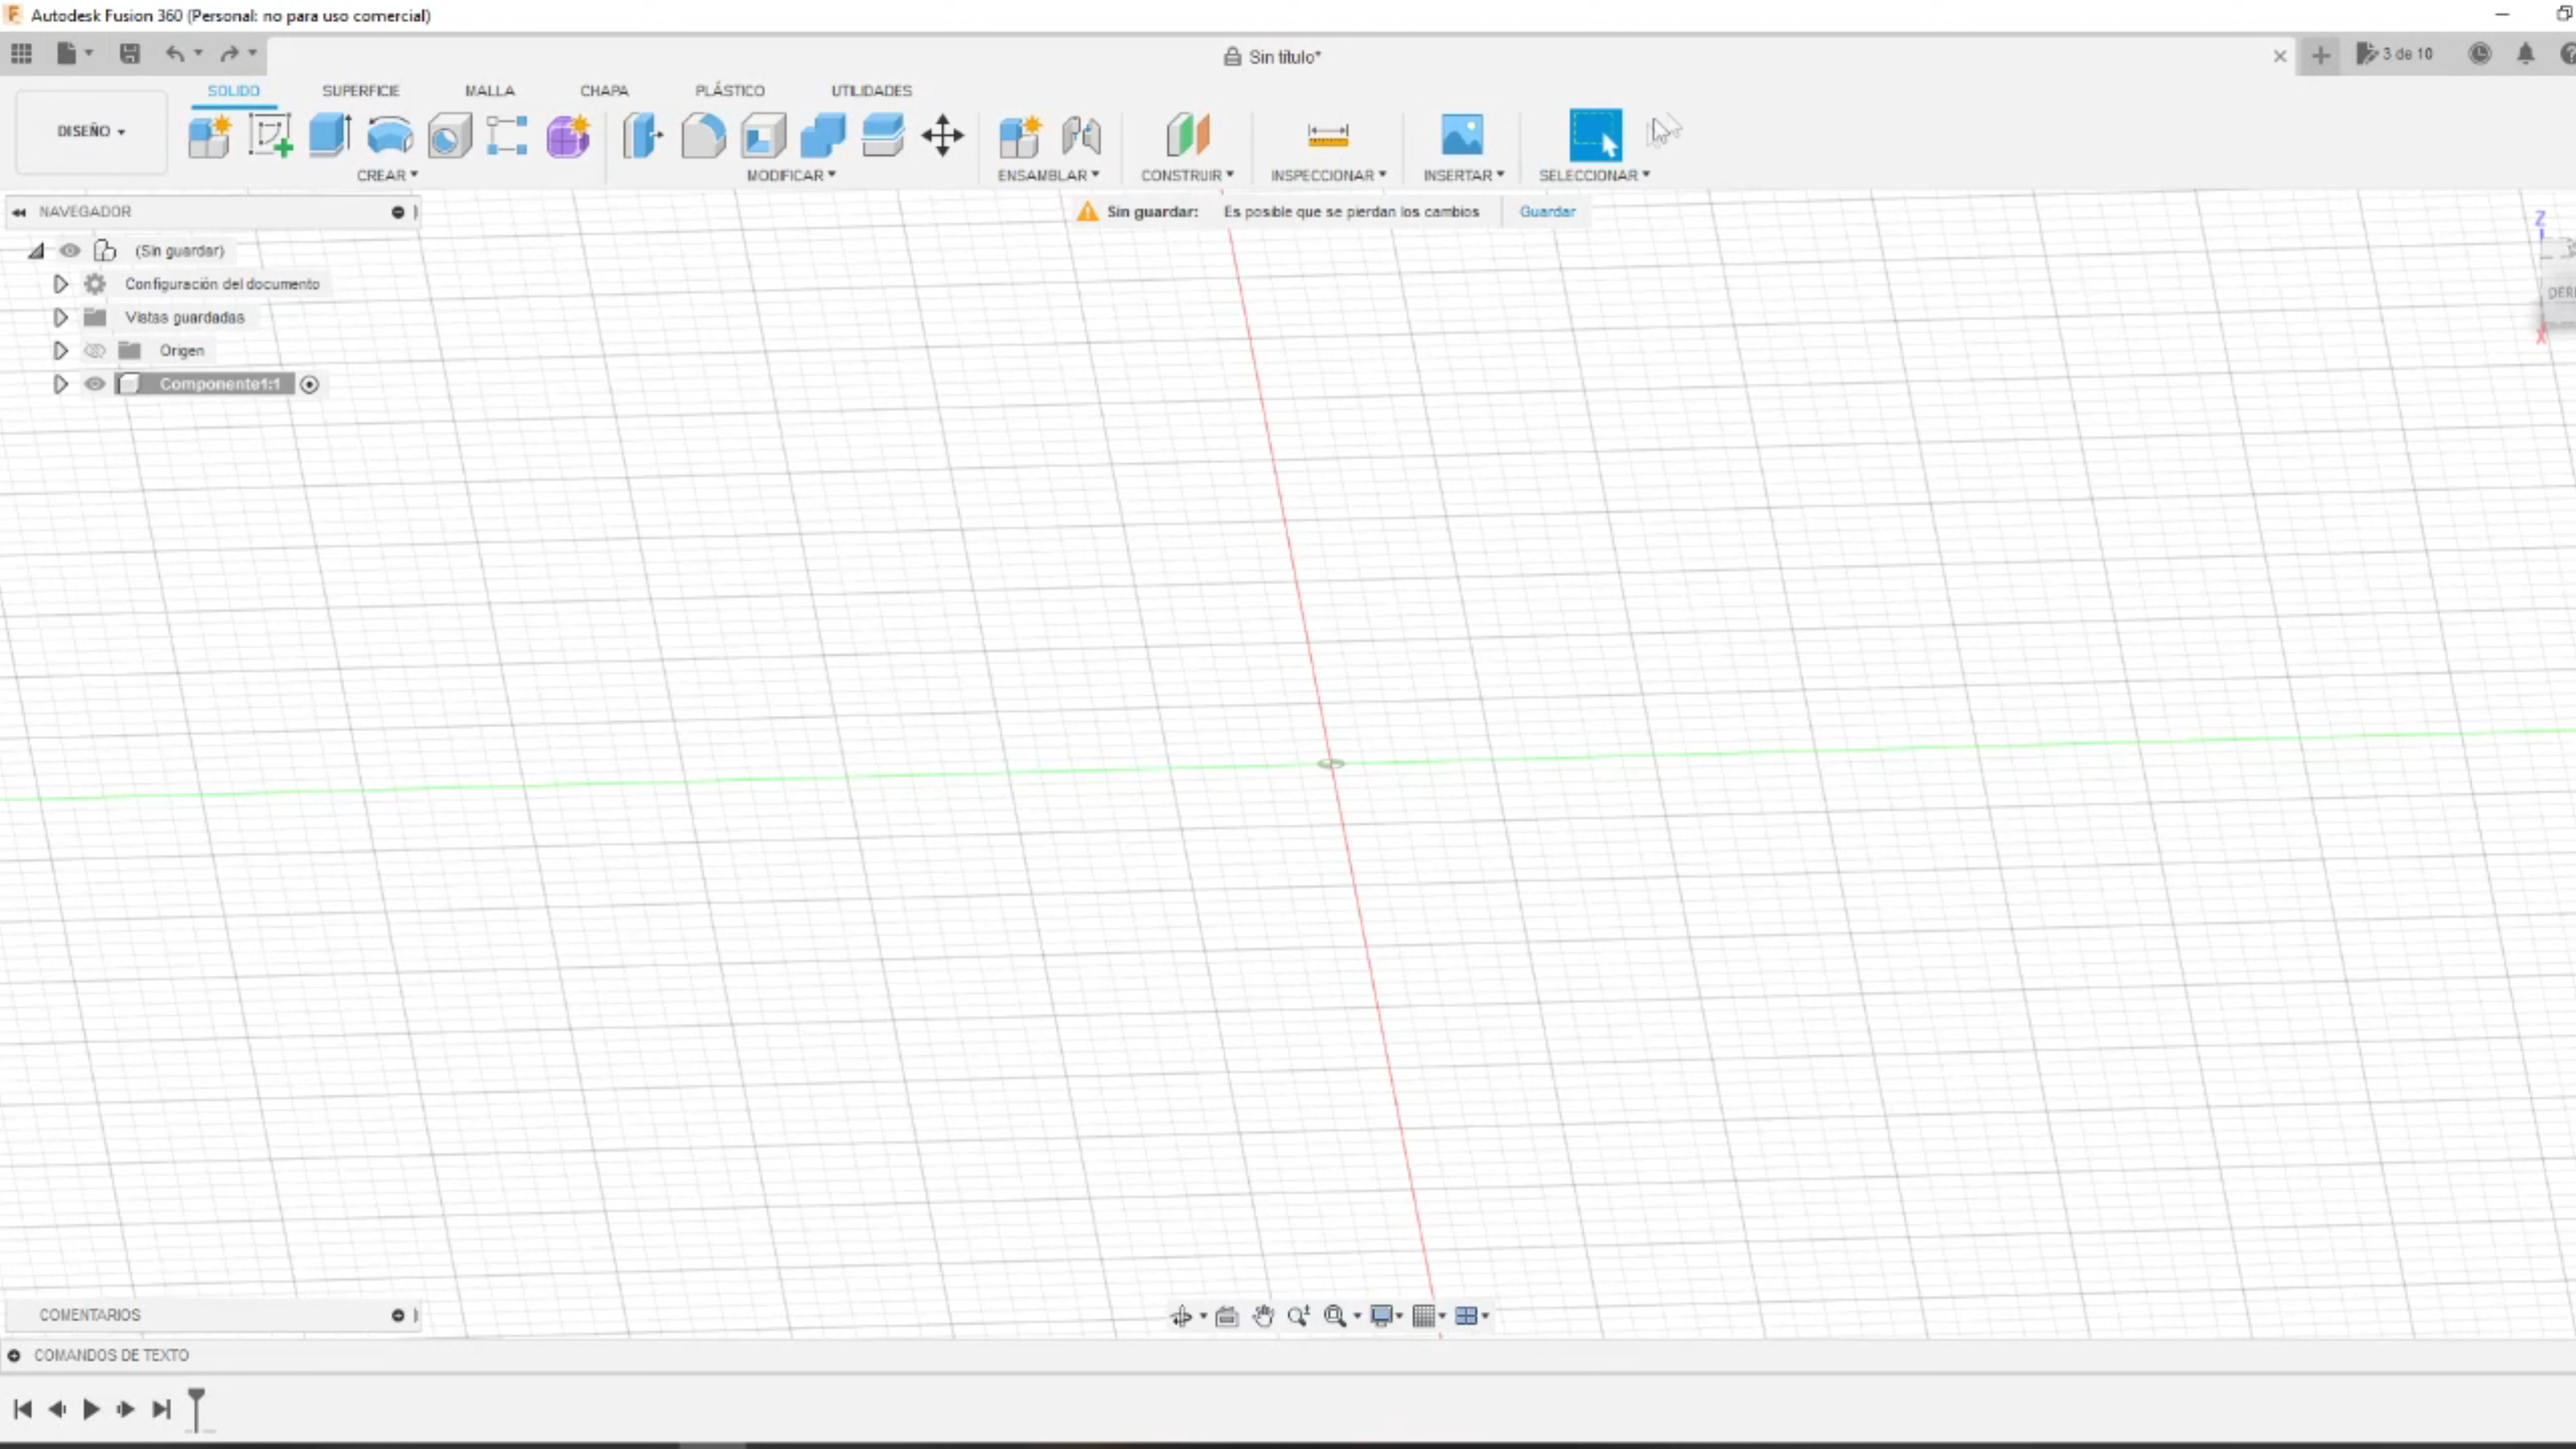 Autodesk Fusion 360 (Personal: no para uso comercial)
Sin título*
3 de 10
SOLIDO SUPERFICIE MALLA CHAPA PLÁSTICO UTILIDADES
DISEÑO
CREAR MODIFICAR ENSAMBLAR CONSTRUIR INSPECCIONAR INSERTAR SELECCIONAR
NAVEGADOR
Sin guardar: Es posible que se pierdan los cambios Guardar
(Sin guardar)
Configuración del documento
Vistas guardadas
Origen
Componente1:1
Z
X
COMENTARIOS
COMANDOS DE TEXTO